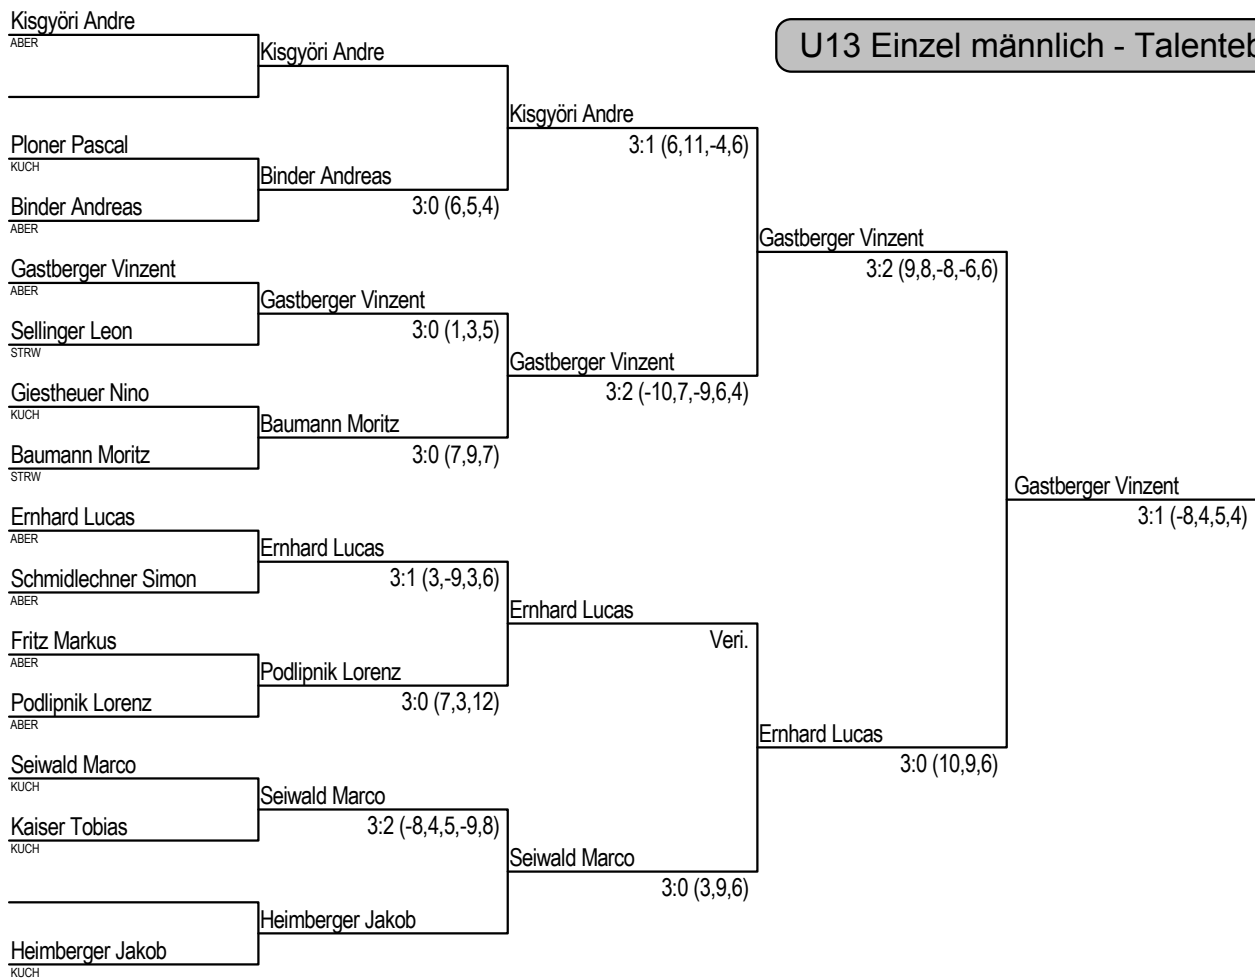 U13 Einzel männlich - Talenteb
Kisgyöri Andre
ABER
Ploner Pascal
KUCH
Binder Andreas
ABER
Gastberger Vinzent
ABER
Sellinger Leon
STRW
Giestheuer Nino
KUCH
Baumann Moritz
STRW
Ernhard Lucas
ABER
Schmidlechner Simon
ABER
Fritz Markus
ABER
Podlipnik Lorenz
ABER
Seiwald Marco
KUCH
Kaiser Tobias
KUCH
Heimberger Jakob
KUCH
Kisgyöri Andre
Binder Andreas
3:0 (6,5,4)
Gastberger Vinzent
3:0 (1,3,5)
Baumann Moritz
3:0 (7,9,7)
Ernhard Lucas
3:1 (3,-9,3,6)
Podlipnik Lorenz
3:0 (7,3,12)
Seiwald Marco
3:2 (-8,4,5,-9,8)
Heimberger Jakob
Kisgyöri Andre
3:1 (6,11,-4,6)
Gastberger Vinzent
3:2 (-10,7,-9,6,4)
Ernhard Lucas
Veri.
Seiwald Marco
3:0 (3,9,6)
Gastberger Vinzent
3:2 (9,8,-8,-6,6)
Ernhard Lucas
3:0 (10,9,6)
Gastberger Vinzent
3:1 (-8,4,5,4)